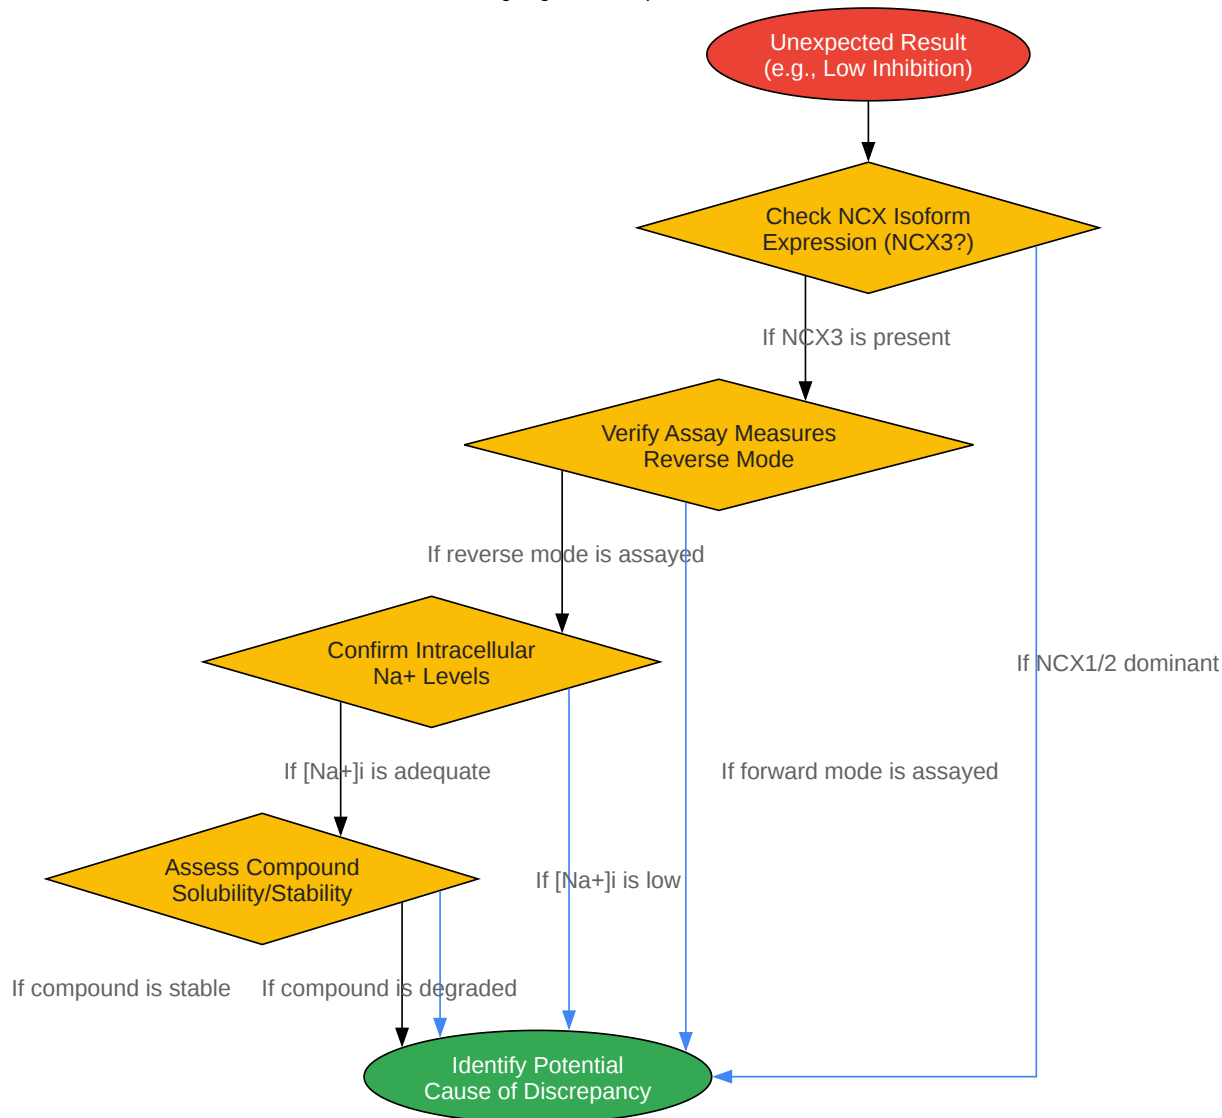 Unexpected Result
(e.g., Low Inhibition)
Check NCX Isoform
Expression (NCX3?)
If NCX3 is present
Verify Assay Measures
Reverse Mode
If reverse mode is assayed
Confirm Intracellular
Na+ Levels
If NCX1/2 dominant
If [Na+]i is adequate
If forward mode is assayed
Assess Compound
Solubility/Stability
If [Na+]i is low
If compound is stable
If compound is degraded
Identify Potential
Cause of Discrepancy